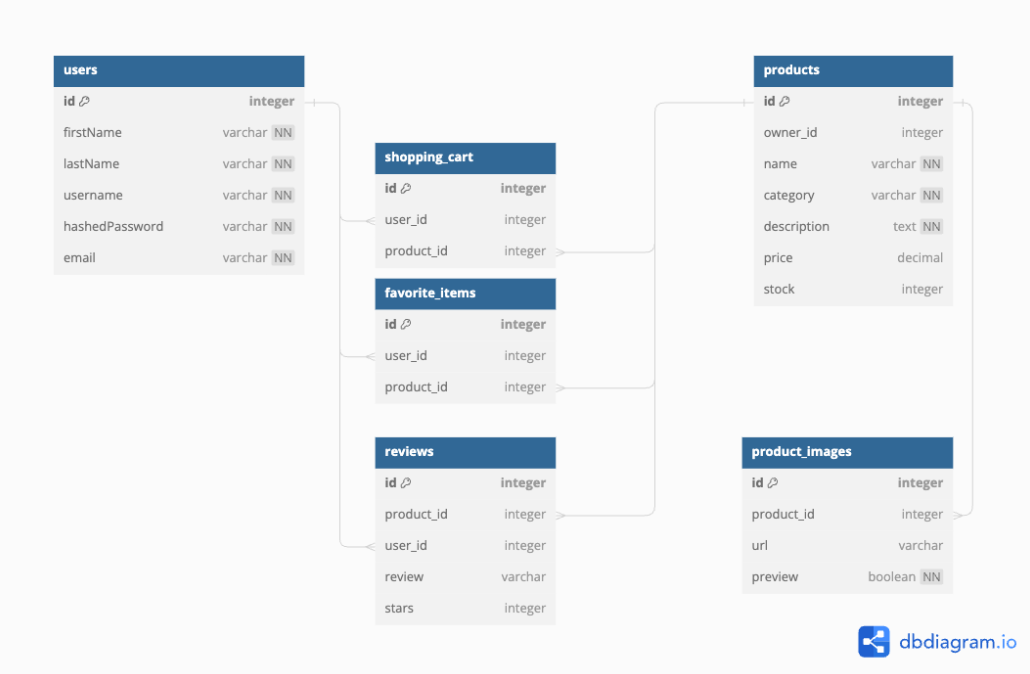 users
id integer
firstName varchar NN
lastName varchar NN
username varchar NN
hashedPassword varchar NN
email varchar NN
shopping_cart
id integer
user_id integer
product_id integer
favorite_items
id integer
user_id integer
product_id integer
reviews
id integer
product_id integer
user_id integer
review varchar
stars integer
products
id integer
owner_id integer
name varchar NN
category varchar NN
description text NN
price decimal
stock integer
product_images
id integer
product_id integer
url varchar
preview boolean NN
dbdiagram.io